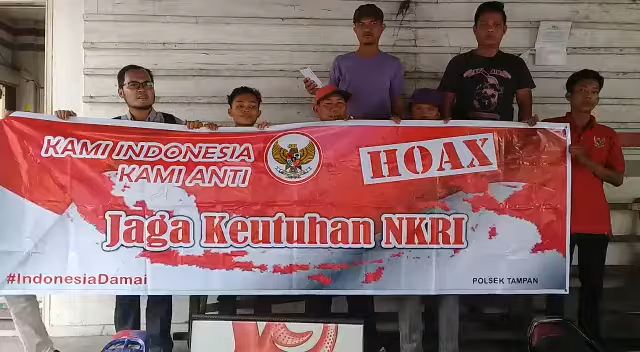 KAMI INDONESIA
KAMI ANTI
HOAX
Jaga Keutuhan NKRI
#IndonesiaDamai
POLSEK TAMPAN